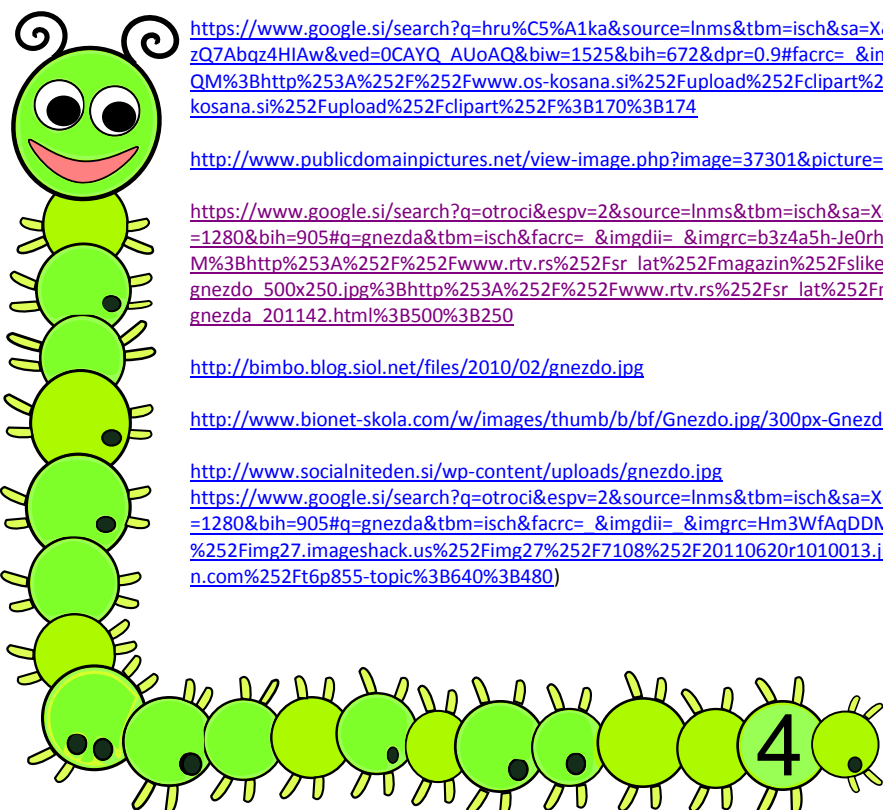 https://www.google.si/search?q=hru%C5%A1ka&source=lnms&tbm=isch&sa=X
zQ7Abqz4HIAw&ved=0CAYQ_AUoAQ&biw=1525&bih=672&dpr=0.9#facrc=_&im
QM%3Bhttp%253A%252F%252Fwww.os-kosana.si%252Fupload%252Fclipart%2
kosana.si%252Fupload%252Fclipart%252F%3B170%3B174
http://www.publicdomainpictures.net/view-image.php?image=37301&picture=
https://www.google.si/search?q=otroci&espv=2&source=lnms&tbm=isch&sa=X
=1280&bih=905#q=gnezda&tbm=isch&facrc=_&imgdii=_&imgrc=b3z4a5h-Je0rh
M%3Bhttp%253A%252F%252Fwww.rtv.rs%252Fsr_lat%252Fmagazin%252Fslike
gnezdo_500x250.jpg%3Bhttp%253A%252F%252Fwww.rtv.rs%252Fsr_lat%252F
gnezda_201142.html%3B500%3B250
http://bimbo.blog.siol.net/files/2010/02/gnezdo.jpg
http://www.bionet-skola.com/w/images/thumb/b/bf/Gnezdo.jpg/300px-Gnezd
http://www.socialniteden.si/wp-content/uploads/gnezdo.jpg
https://www.google.si/search?q=otroci&espv=2&source=lnms&tbm=isch&sa=X
=1280&bih=905#q=gnezda&tbm=isch&facrc=_&imgdii=_&imgrc=Hm3WfAqDDM
%252Fimg27.imageshack.us%252Fimg27%252F7108%252F20110620r1010013.j
n.com%252Ft6p855-topic%3B640%3B480)
4